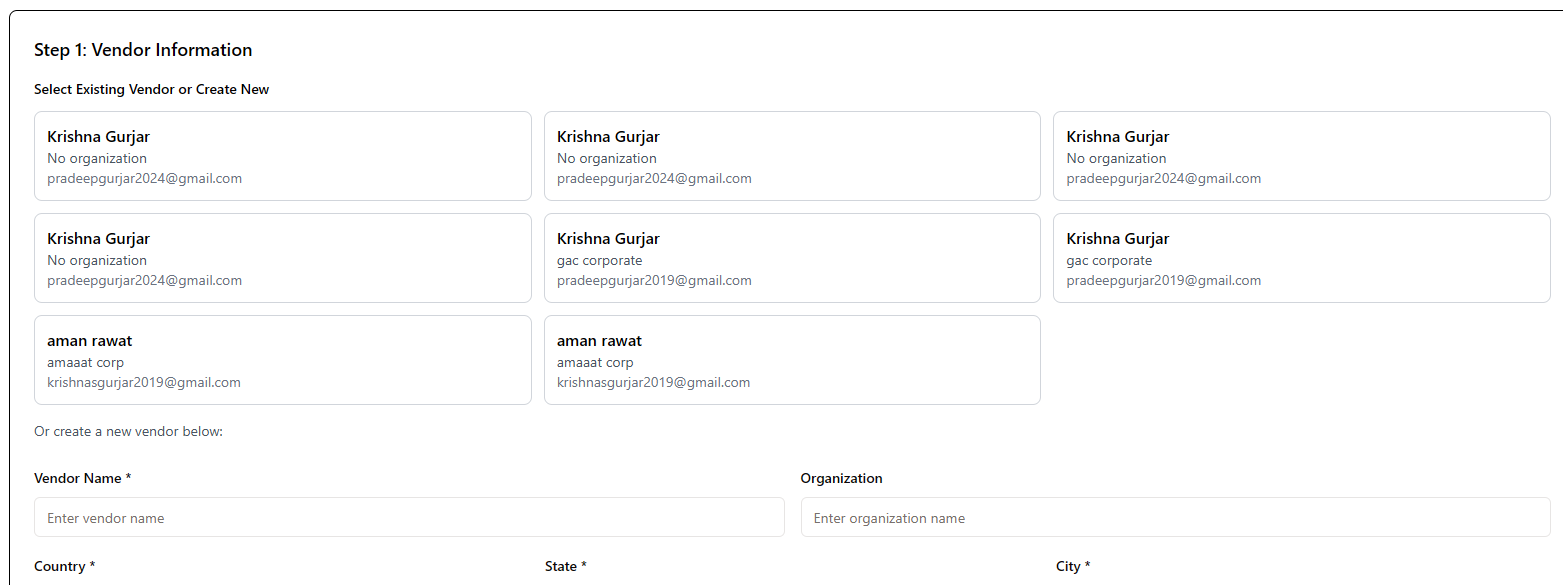 Step 1: Vendor Information
Select Existing Vendor or Create New
Krishna Gurjar
No organization
pradeepgurjar2024@gmail.com
Krishna Gurjar
No organization
pradeepgurjar2024@gmail.com
Krishna Gurjar
No organization
pradeepgurjar2024@gmail.com
Krishna Gurjar
No organization
pradeepgurjar2024@gmail.com
Krishna Gurjar
gac corporate
pradeepgurjar2019@gmail.com
Krishna Gurjar
gac corporate
pradeepgurjar2019@gmail.com
aman rawat
amaaat corp
krishnasgurjar2019@gmail.com
aman rawat
amaaat corp
krishnasgurjar2019@gmail.com
Or create a new vendor below:
Vendor Name *
Organization
Enter vendor name
Enter organization name
Country *
State *
City *